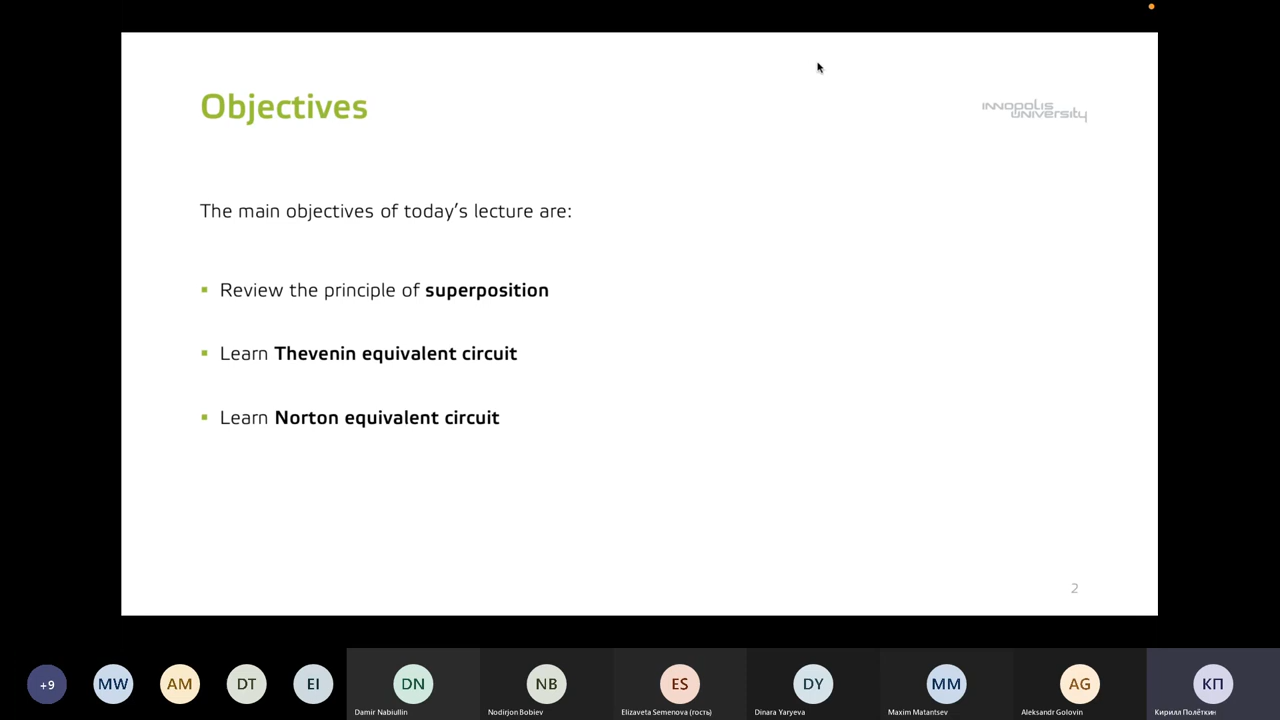 Objectives
INNOPOLIS
UNIVERSITY
The main objectives of today's lecture are:
▪ Review the principle of superposition
▪ Learn Thevenin equivalent circuit
▪ Learn Norton equivalent circuit
2
+9
MW
AM
DT
EI
DN
NB
ES
DY
MM
AG
КП
Damir Nabiullin
Nodirjon Bobiev
Elizaveta Semenova (гость)
Dinara Yaryeva
Maxim Matantsev
Aleksandr Golovin
Кирилл Полёткин